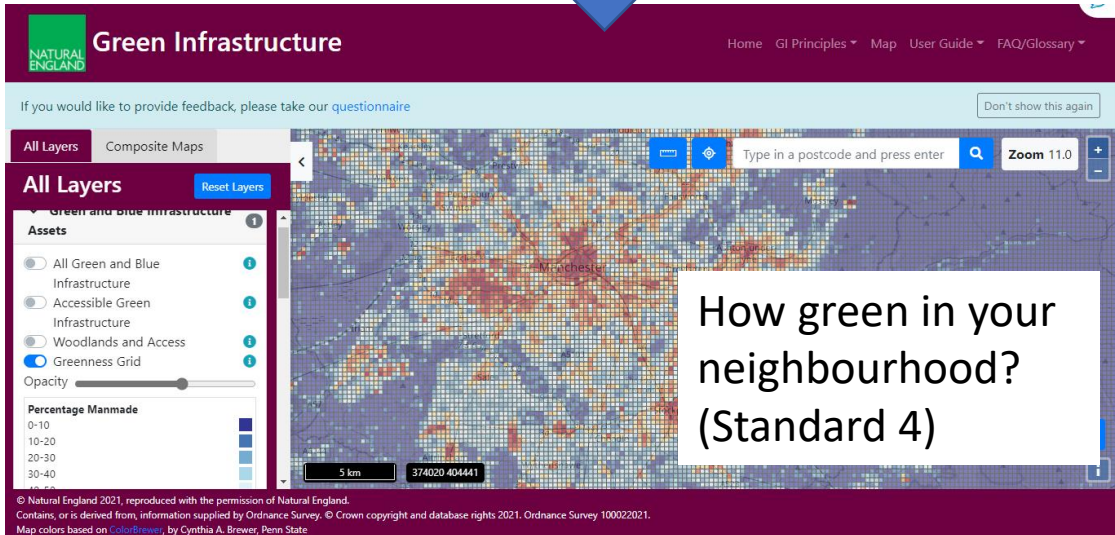 NATURAL
ENGLAND
Green Infrastructure
Home GI Principles Map User Guide FAQ/Glossary
If you would like to provide feedback, please take our questionnaire
Don't show this again
All Layers Composite Maps
All Layers
Reset Layers
Type in a postcode and press enter
Zoom 11.0
+
-
Green and Blue Infrastructure
Assets
1
All Green and Blue
Infrastructure
Accessible Green
Infrastructure
Woodlands and Access
Greenness Grid
Opacity
Percentage Manmade
0-10
10-20
20-30
30-40
Manchester
How green in your
neighbourhood?
(Standard 4)
5 km
374020 404441
© Natural England 2021, reproduced with the permission of Natural England.
Contains, or is derived from, information supplied by Ordnance Survey. © Crown copyright and database rights 2021. Ordnance Survey 100022021.
Map colors based on ColorBrewer, by Cynthia A. Brewer, Penn State